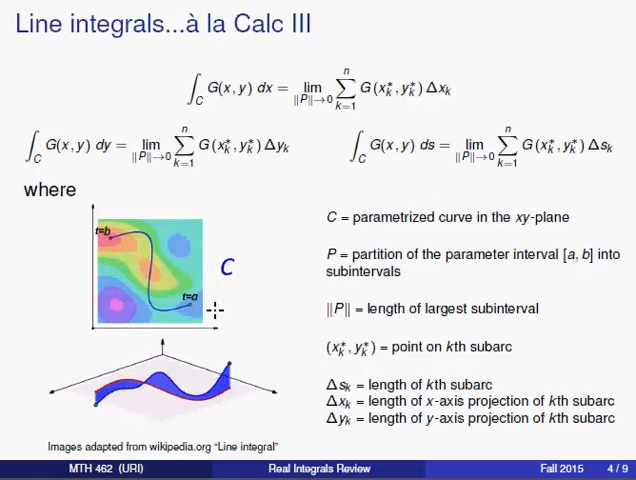 Line integrals...à la Calc III
∫_C G(x, y) dx = lim_{‖P‖→0} ∑_{k=1}^{n} G(x_k^*, y_k^*) Δx_k
∫_C G(x, y) dy = lim_{‖P‖→0} ∑_{k=1}^{n} G(x_k^*, y_k^*) Δy_k
∫_C G(x, y) ds = lim_{‖P‖→0} ∑_{k=1}^{n} G(x_k^*, y_k^*) Δs_k
where
t=b
C
t=a
C = parametrized curve in the xy-plane
P = partition of the parameter interval [a, b] into
subintervals
‖P‖ = length of largest subinterval
(x_k^*, y_k^*) = point on kth subarc
Δs_k = length of kth subarc
Δx_k = length of x-axis projection of kth subarc
Δy_k = length of y-axis projection of kth subarc
Images adapted from wikipedia.org “Line integral”
MTH 462 (URI) Real Integrals Review Fall 2015 4 / 9